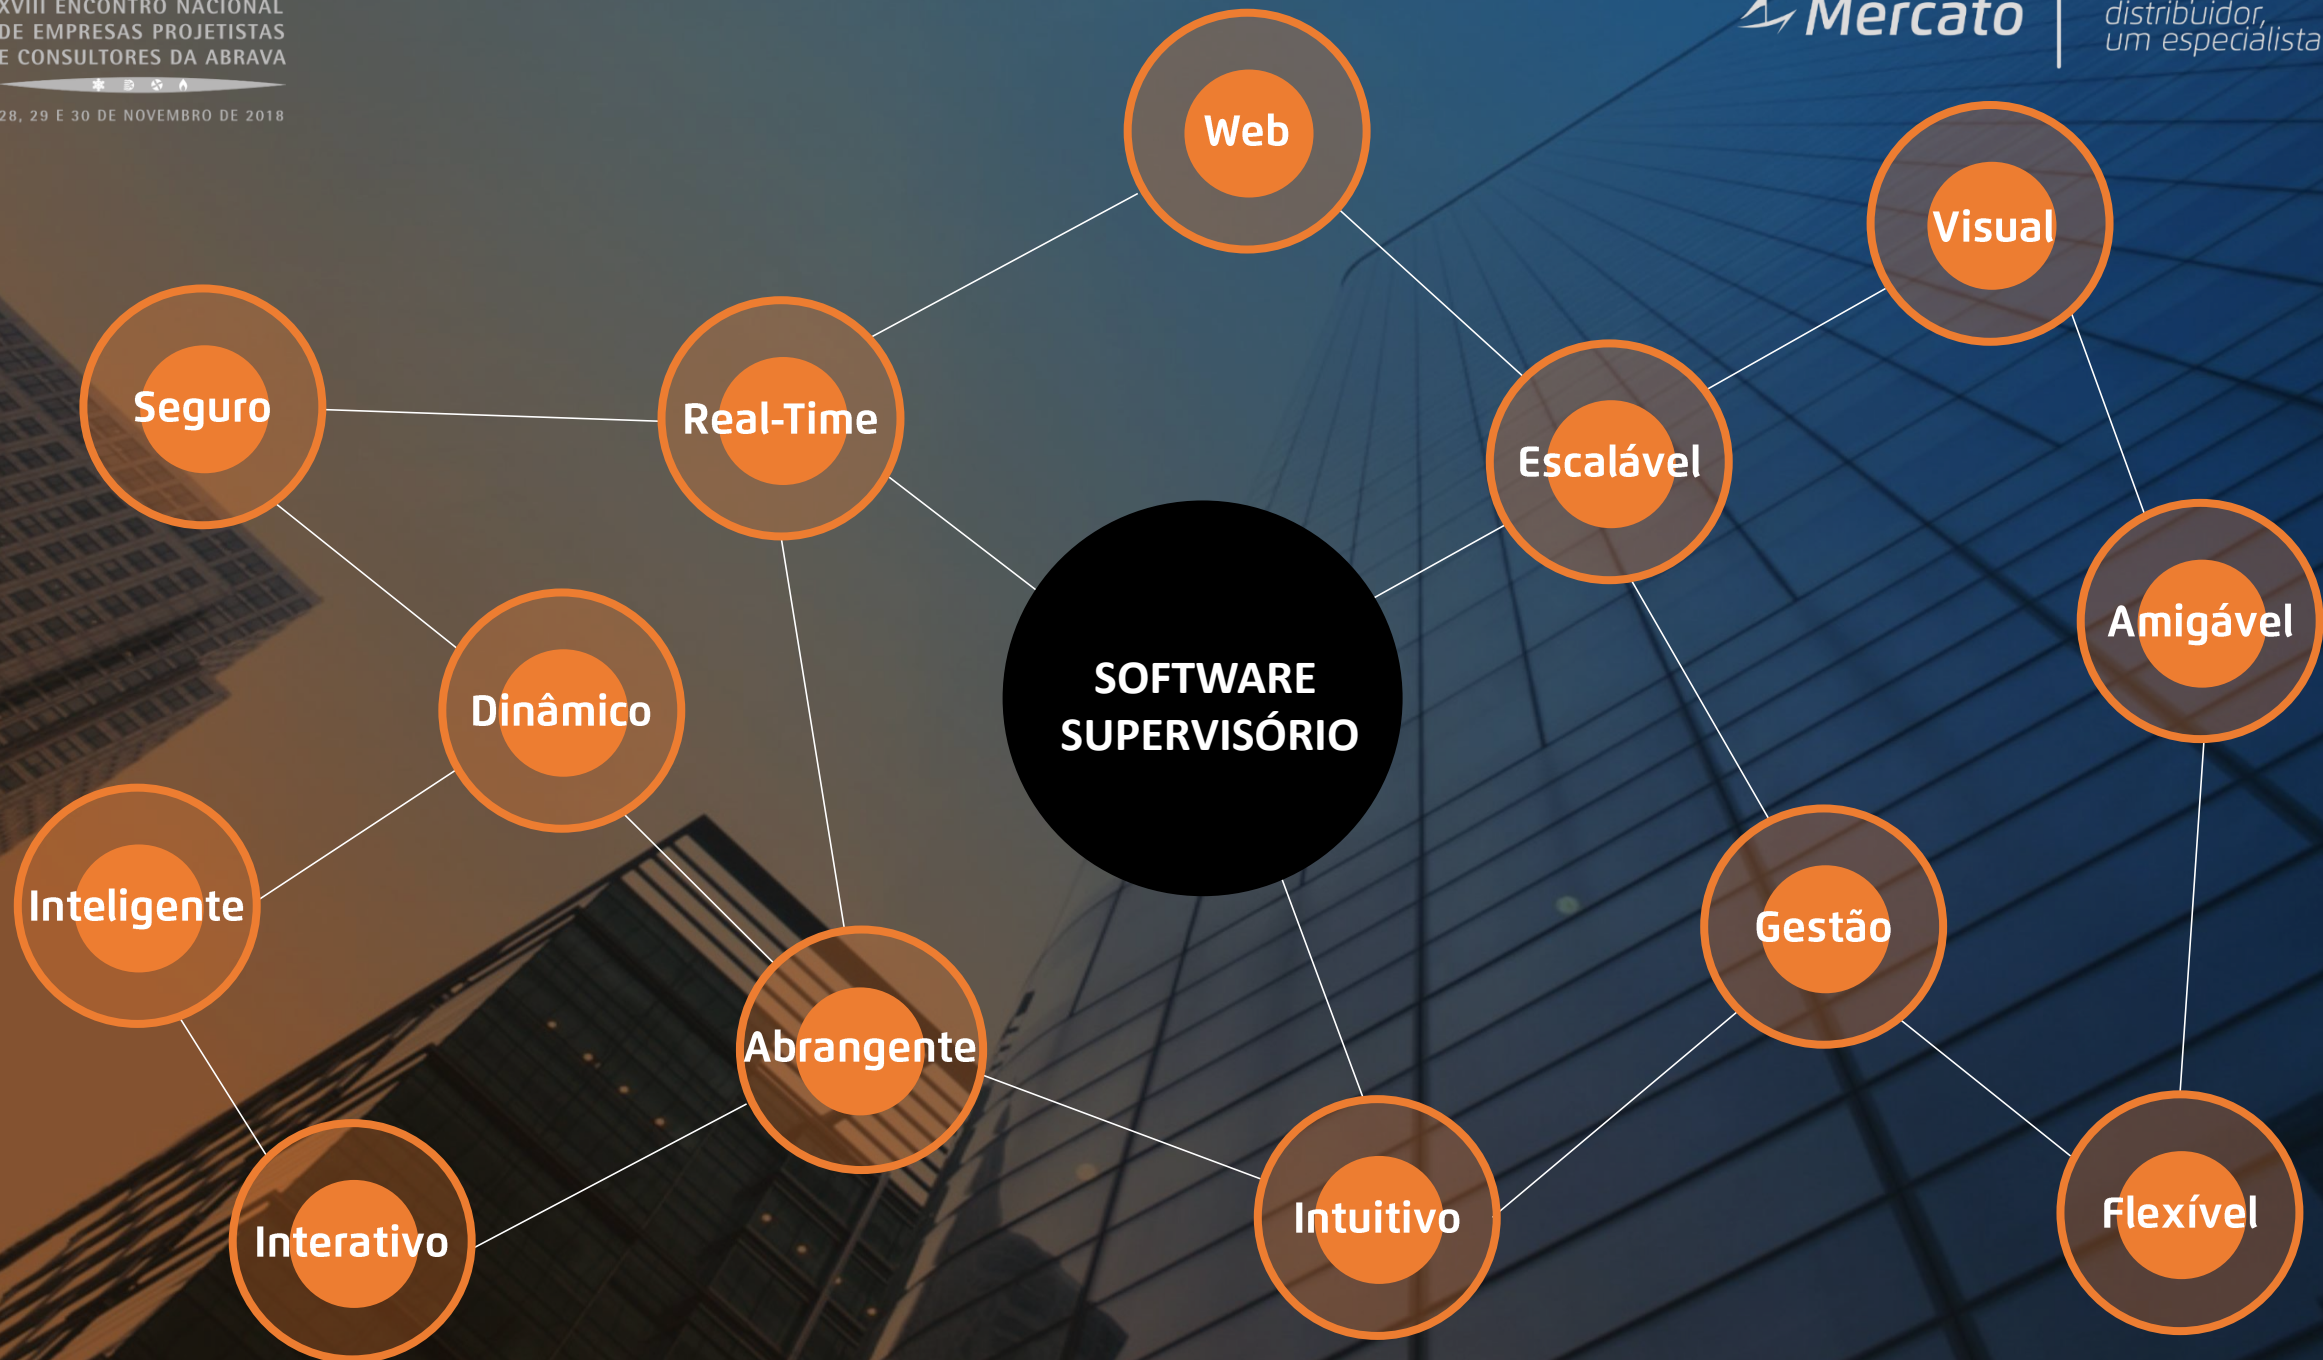 XVIII ENCONTRO NACIONAL
DE EMPRESAS PROJETISTAS
E CONSULTORES DA ABRAVA
28, 29 E 30 DE NOVEMBRO DE 2018
Mercato
distribuidor,
um especialista
Web
Visual
Seguro
Real-Time
Escalável
Amigável
SOFTWARE
SUPERVISÓRIO
Dinâmico
Inteligente
Gestão
Abrangente
Interativo
Intuitivo
Flexível